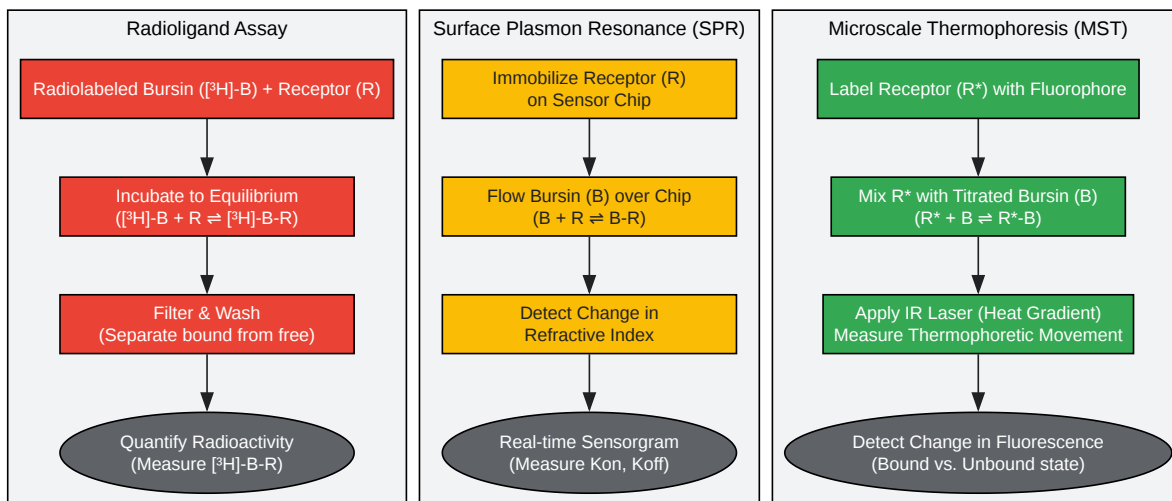 Radioligand Assay
Radiolabeled Bursin ([³H]-B) + Receptor (R)
Incubate to Equilibrium
([³H]-B + R ⇌ [³H]-B-R)
Filter & Wash
(Separate bound from free)
Quantify Radioactivity
(Measure [³H]-B-R)
Surface Plasmon Resonance (SPR)
Immobilize Receptor (R)
on Sensor Chip
Flow Bursin (B) over Chip
(B + R ⇌ B-R)
Detect Change in
Refractive Index
Real-time Sensorgram
(Measure Kon, Koff)
Microscale Thermophoresis (MST)
Label Receptor (R*) with Fluorophore
Mix R* with Titrated Bursin (B)
(R* + B ⇌ R*-B)
Apply IR Laser (Heat Gradient)
Measure Thermophoretic Movement
Detect Change in Fluorescence
(Bound vs. Unbound state)